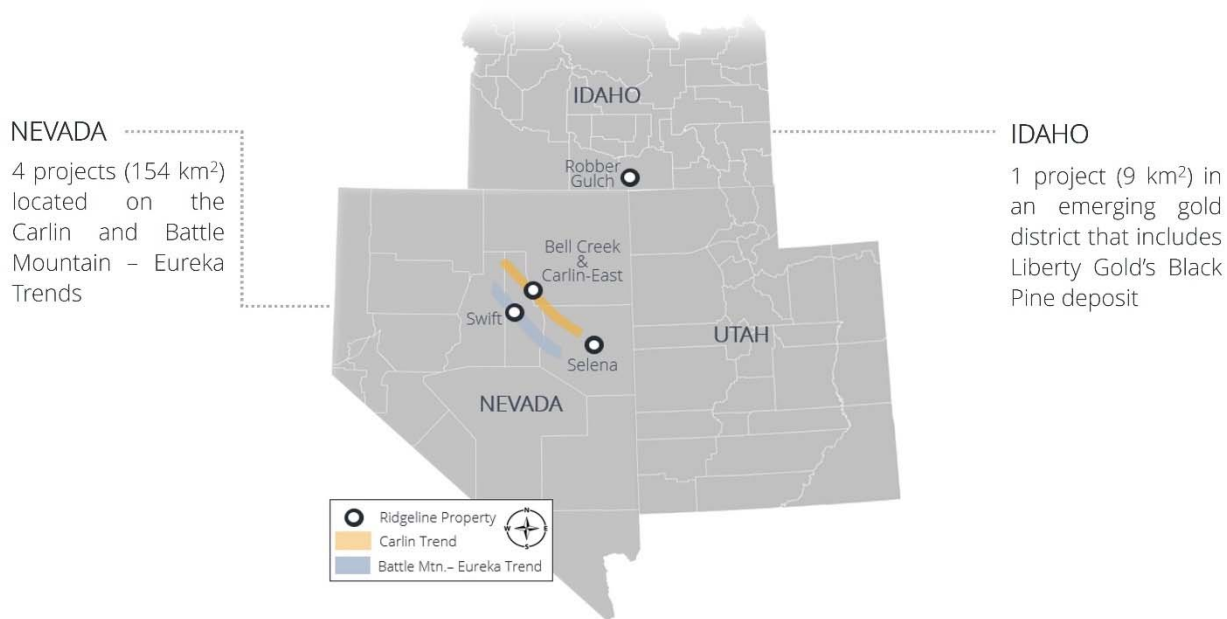 NEVADA
4 projects (154 km²)
located on the
Carlin and Battle
Mountain – Eureka
Trends
IDAHO
Robber
Gulch
Bell Creek
&
Carlin-East
Swift
Selena
UTAH
NEVADA
IDAHO
1 project (9 km²) in
an emerging gold
district that includes
Liberty Gold's Black
Pine deposit
Ridgeline Property
Carlin Trend
Battle Mtn.– Eureka Trend
N
W E
S